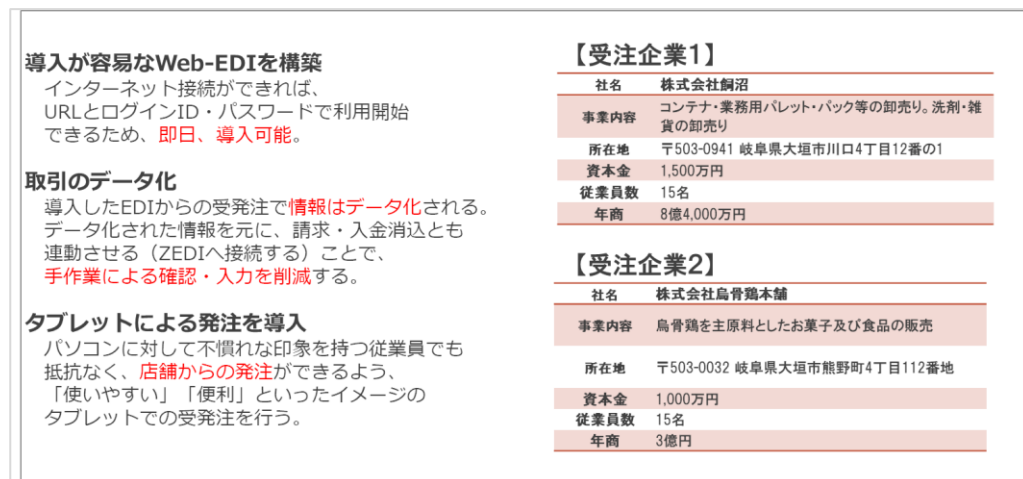 導入が容易なWeb-EDIを構築
インターネット接続ができれば、
URLとログインID・パスワードで利用開始
できるため、即日、導入可能。
取引のデータ化
導入したEDIからの受発注で情報はデータ化される。
データ化された情報を元に、請求・入金消込とも
連動させる（ZEDIへ接続する）ことで、
手作業による確認・入力を削減する。
タブレットによる発注を導入
パソコンに対して不慣れな印象を持つ従業員でも
抵抗なく、店舗からの発注ができるよう、
「使いやすい」「便利」といったイメージの
タブレットでの受発注を行う。
【受注企業1】
社名 株式会社飼沼
事業内容 コンテナ・業務用パレット・パック等の卸売り。洗剤・雑
貨の卸売り
所在地 〒503-0941 岐阜県大垣市川口4丁目12番の1
資本金 1,500万円
従業員数 15名
年商 8億4,000万円
【受注企業2】
社名 株式会社烏骨鶏本舗
事業内容 烏骨鶏を主原料としたお菓子及び食品の販売
所在地 〒503-0032 岐阜県大垣市熊野町4丁目112番地
資本金 1,000万円
従業員数 15名
年商 3億円